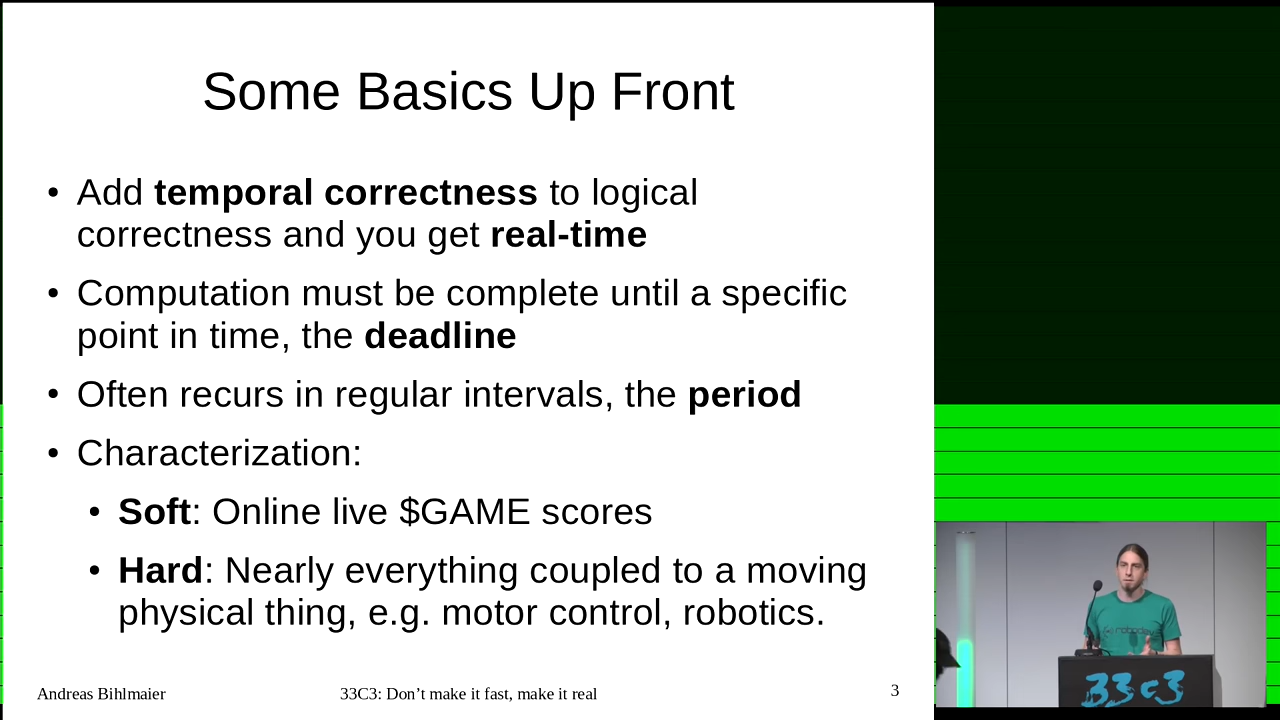 Some Basics Up Front
• Add temporal correctness to logical
correctness and you get real-time
• Computation must be complete until a specific
point in time, the deadline
• Often recurs in regular intervals, the period
• Characterization:
• Soft: Online live $GAME scores
• Hard: Nearly everything coupled to a moving
physical thing, e.g. motor control, robotics.
Andreas Bihlmaier 33C3: Don’t make it fast, make it real 3
33c3